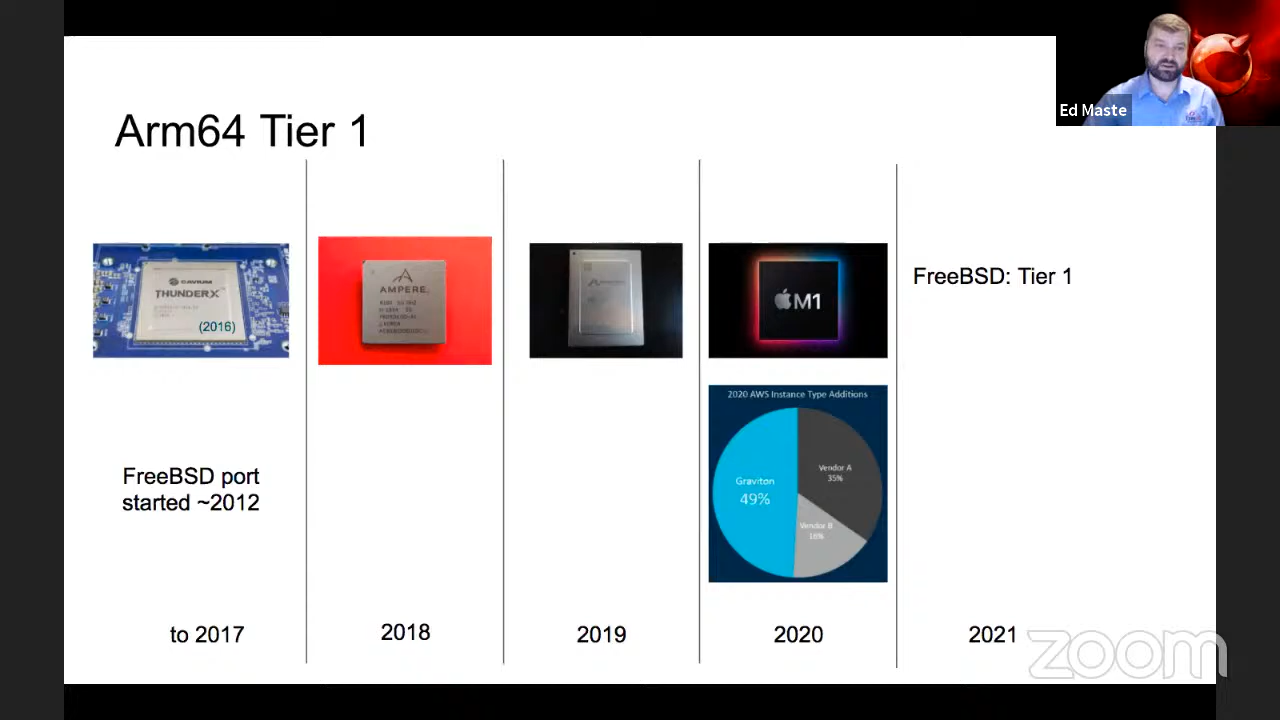 Ed Maste
Arm64 Tier 1
CAVIUM
THUNDERX
(2016)
AMPERE
M1
FreeBSD: Tier 1
2020 AWS Instance Type Additions
Graviton
49%
Vendor A
35%
Vendor B
16%
FreeBSD port
started ~2012
to 2017
2018
2019
2020
2021
zoom